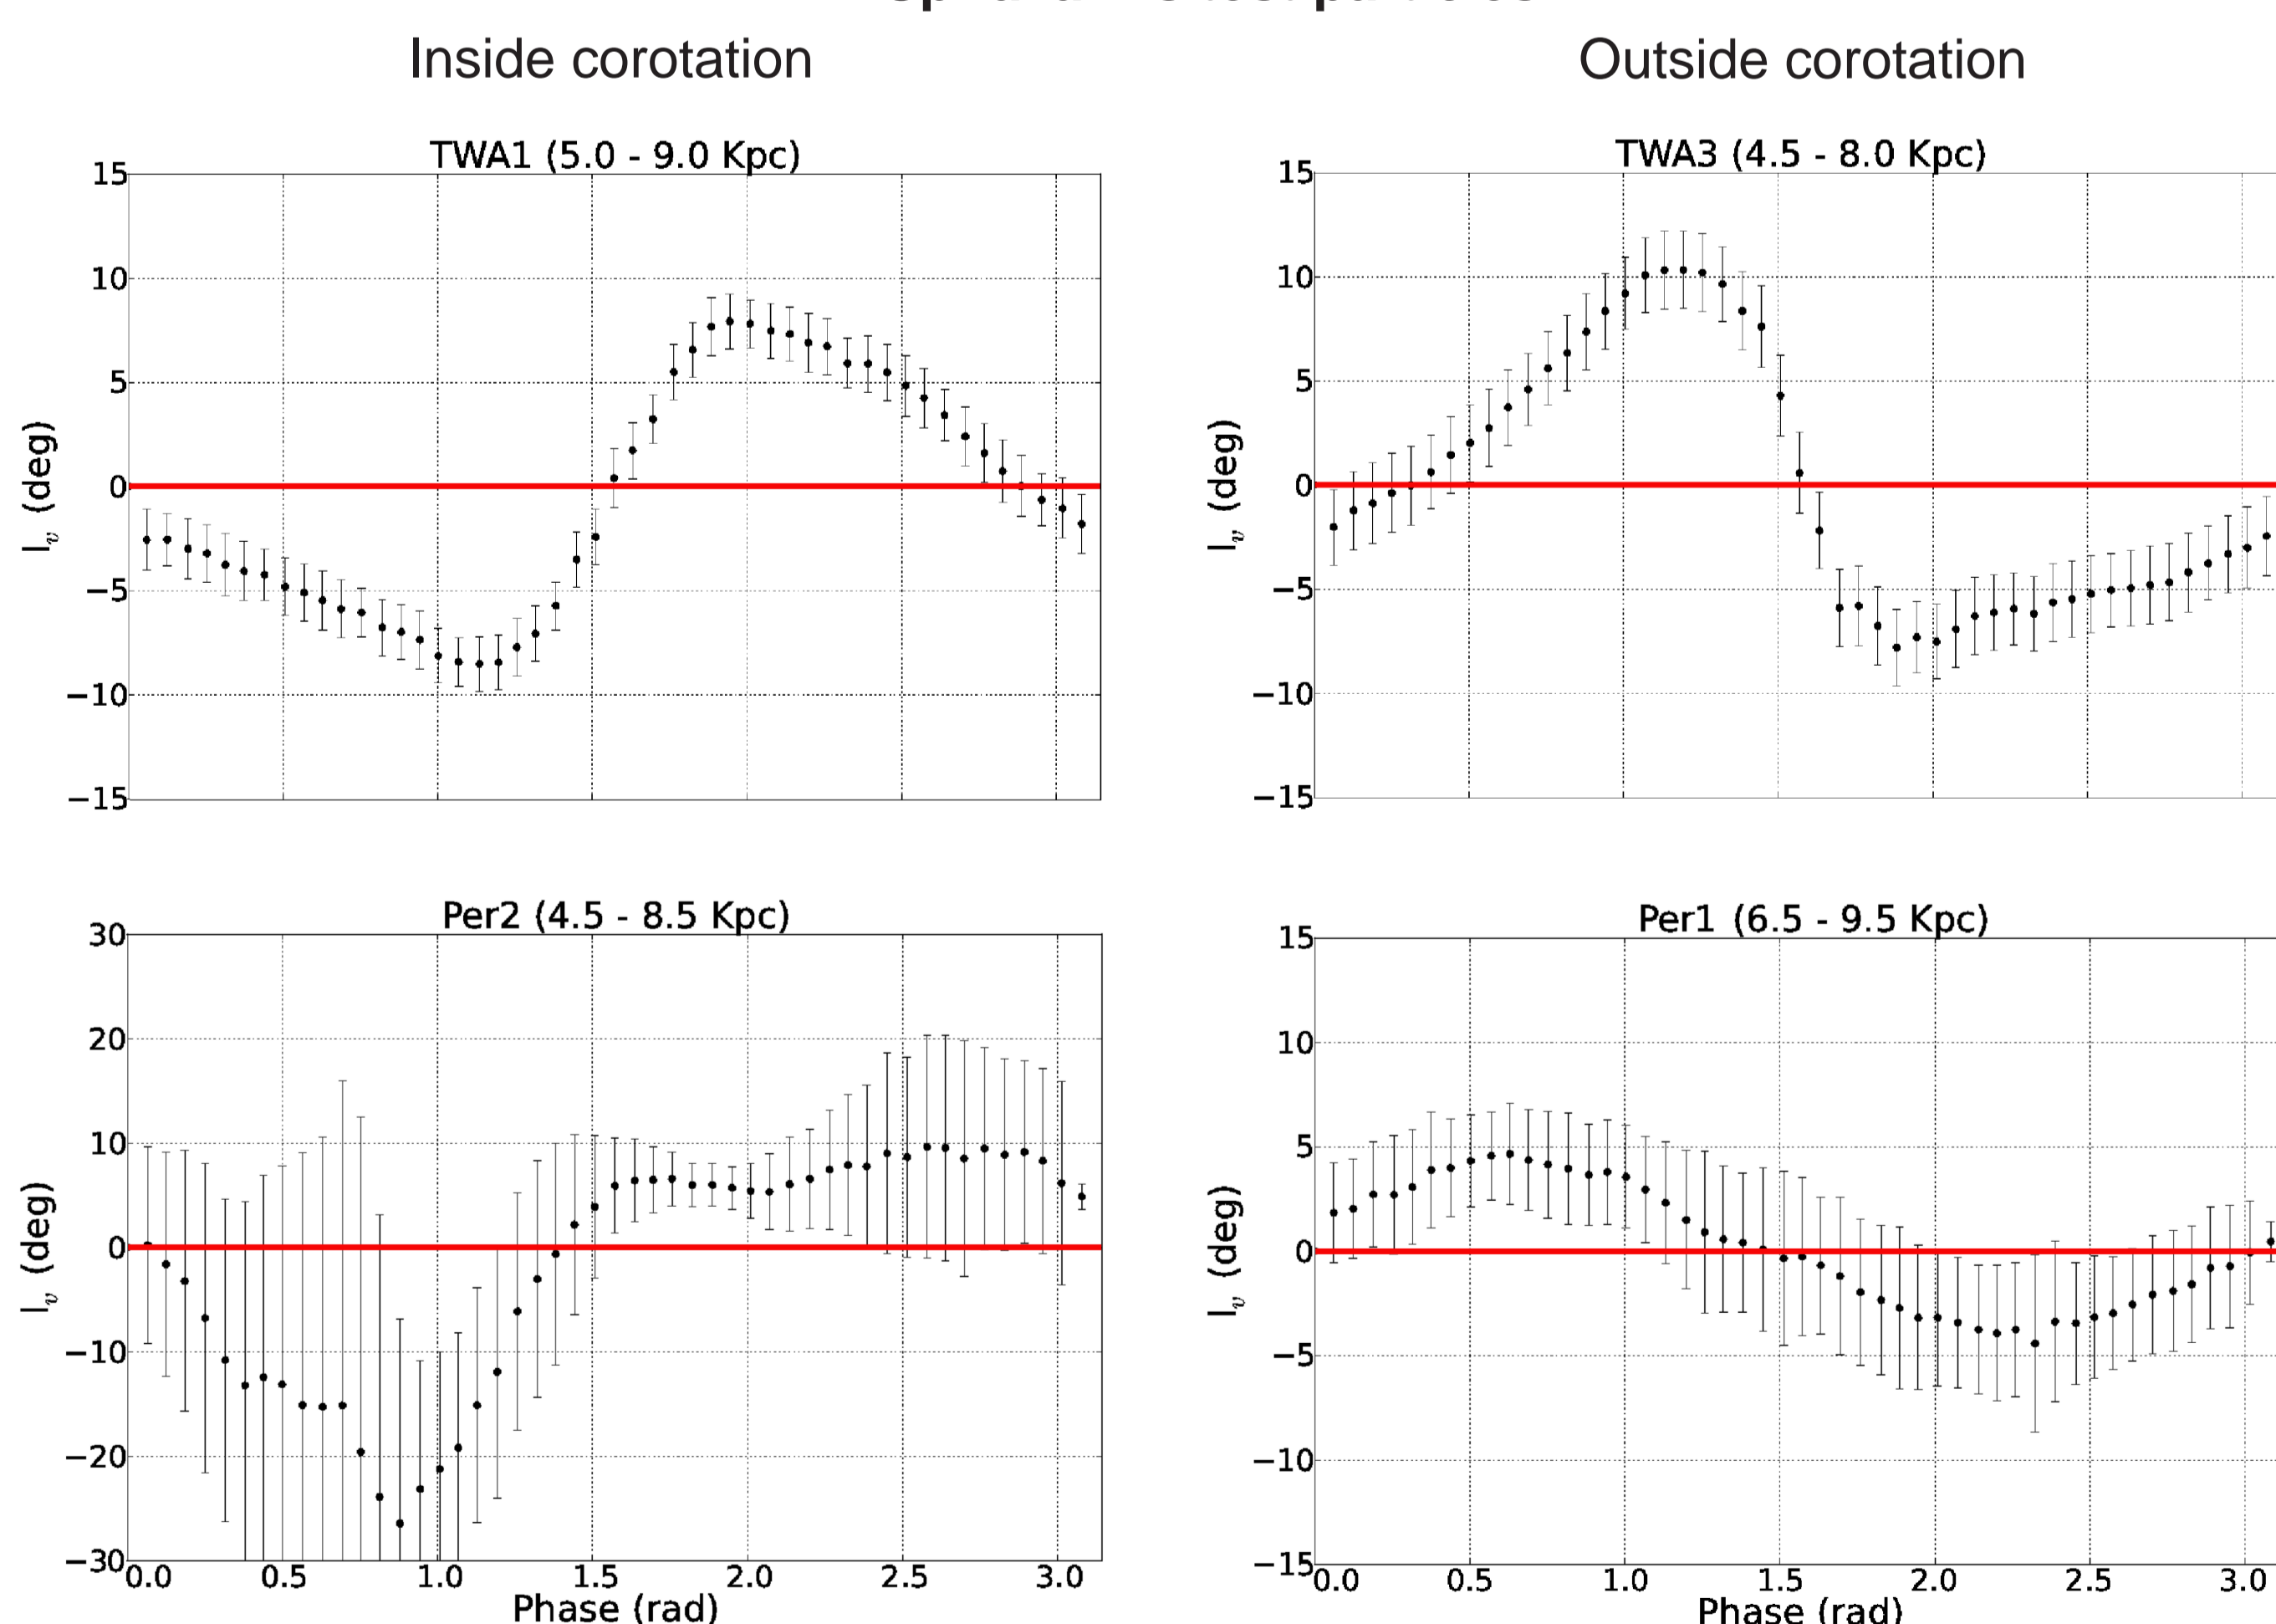 Inside corotation
Outside corotation
TWA1 (5.0 - 9.0 Kpc)
15
10
5
0
−5
−10
−15
l_v (deg)
TWA3 (4.5 - 8.0 Kpc)
15
10
5
0
−5
−10
−15
l_v (deg)
Per2 (4.5 - 8.5 Kpc)
30
20
10
0
−10
−20
−30
l_v (deg)
0.0 0.5 1.0 1.5 2.0 2.5 3.0
Phase (rad)
Per1 (6.5 - 9.5 Kpc)
15
10
5
0
−5
−10
−15
l_v (deg)
0.0 0.5 1.0 1.5 2.0 2.5 3.0
Phase (rad)